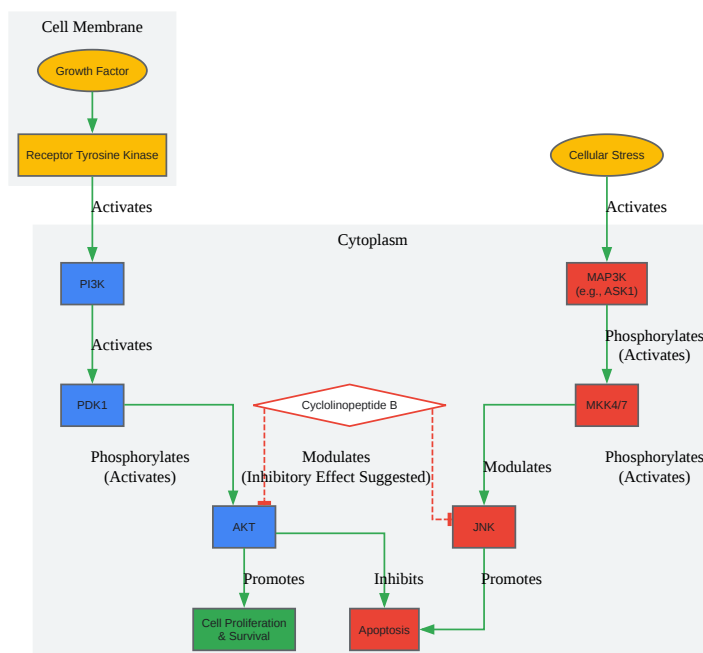 Cell Membrane
Growth Factor
Receptor Tyrosine Kinase
Cellular Stress
Activates
Activates
Cytoplasm
PI3K
MAP3K
(e.g., ASK1)
Activates
Phosphorylates
(Activates)
PDK1
Cyclolinopeptide B
MKK4/7
Phosphorylates
(Activates)
Modulates
(Inhibitory Effect Suggested)
Modulates
Phosphorylates
(Activates)
AKT
JNK
Promotes
Inhibits
Promotes
Cell Proliferation
& Survival
Apoptosis